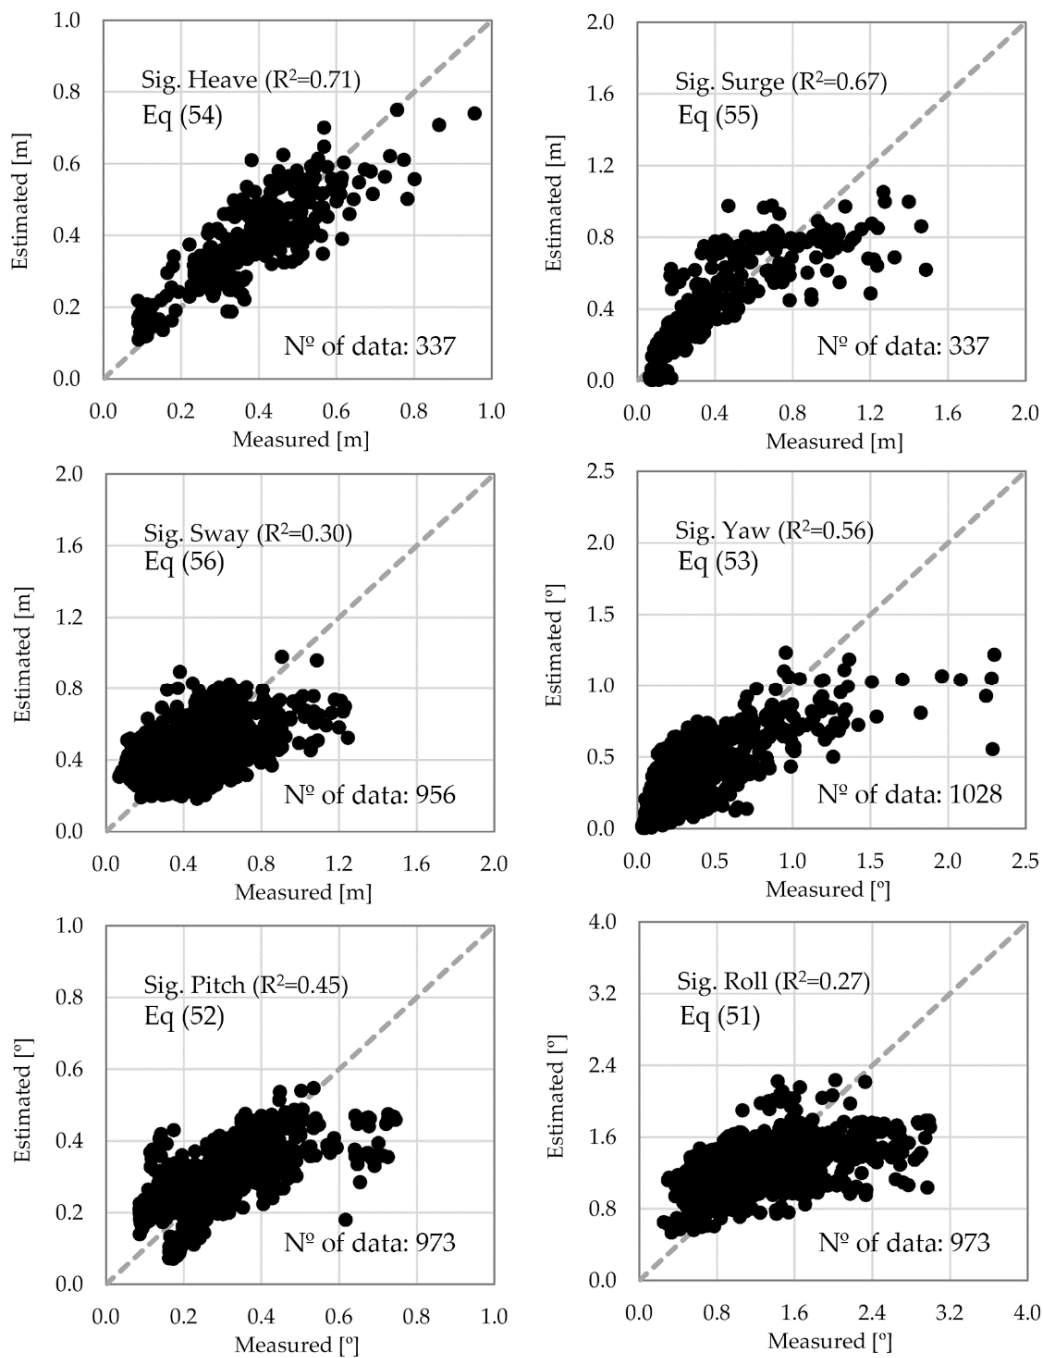 1.0
0.8
0.6
0.4
0.2
0.0
Estimated [m]
Sig. Heave (R²=0.71)
Eq (54)
Nº of data: 337
0.0 0.2 0.4 0.6 0.8 1.0
Measured [m]
2.0
1.6
1.2
0.8
0.4
0.0
Estimated [m]
Sig. Surge (R²=0.67)
Eq (55)
Nº of data: 337
0.0 0.4 0.8 1.2 1.6 2.0
Measured [m]
2.0
1.6
1.2
0.8
0.4
0.0
Estimated [m]
Sig. Sway (R²=0.30)
Eq (56)
Nº of data: 956
0.0 0.4 0.8 1.2 1.6 2.0
Measured [m]
2.5
2.0
1.5
1.0
0.5
0.0
Estimated [º]
Sig. Yaw (R²=0.56)
Eq (53)
Nº of data: 1028
0.0 0.5 1.0 1.5 2.0 2.5
Measured [º]
1.0
0.8
0.6
0.4
0.2
0.0
Estimated [º]
Sig. Pitch (R²=0.45)
Eq (52)
Nº of data: 973
0.0 0.2 0.4 0.6 0.8 1.0
Measured [º]
4.0
3.2
2.4
1.6
0.8
0.0
Estimated [º]
Sig. Roll (R²=0.27)
Eq (51)
Nº of data: 973
0.0 0.8 1.6 2.4 3.2 4.0
Measured [º]